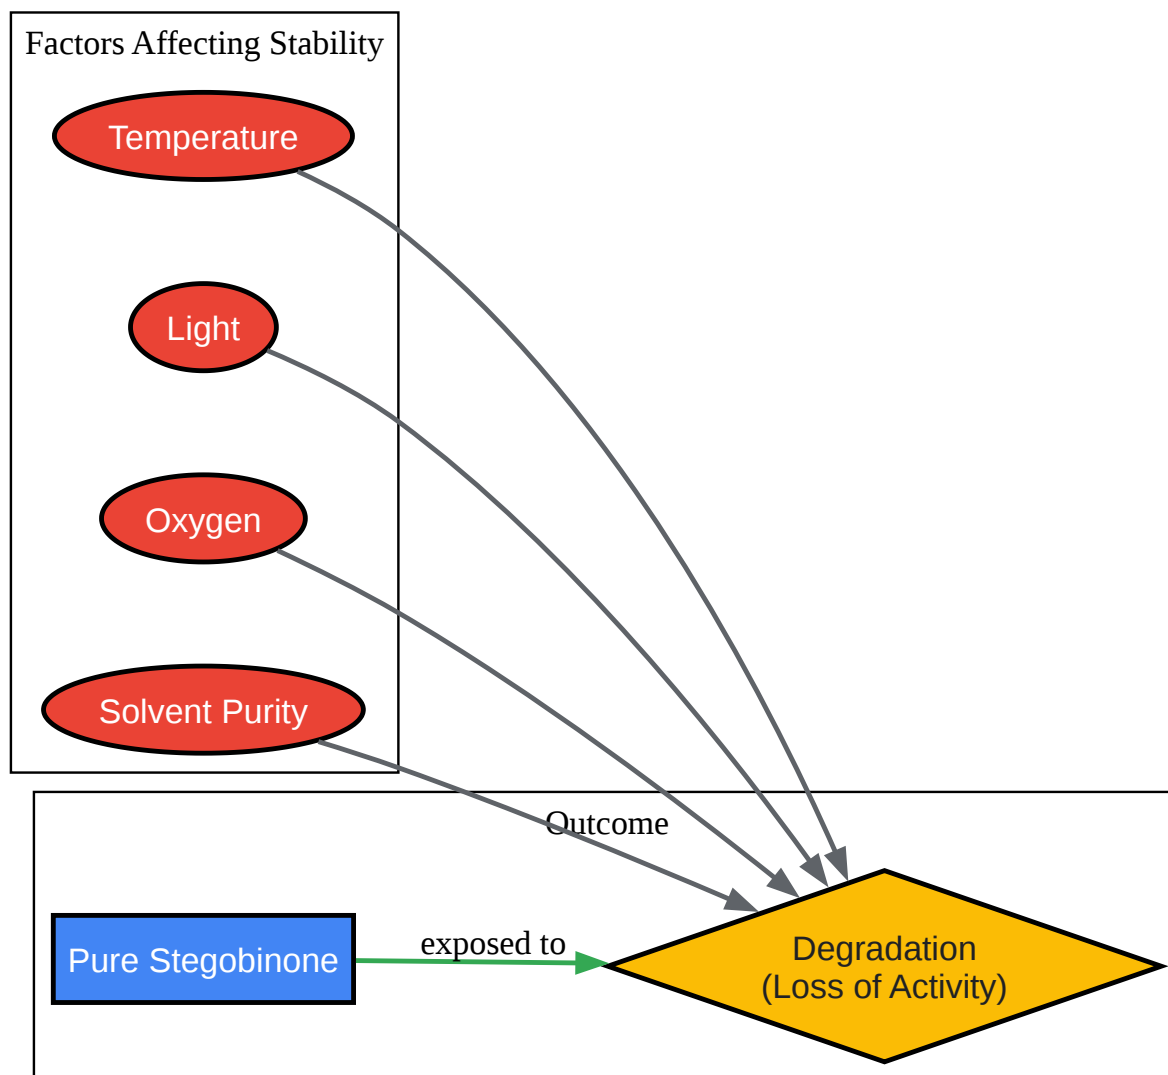 Factors Affecting Stability
Temperature
Light
Oxygen
Solvent Purity
Outcome
Pure Stegobinone
exposed to
Degradation
(Loss of Activity)